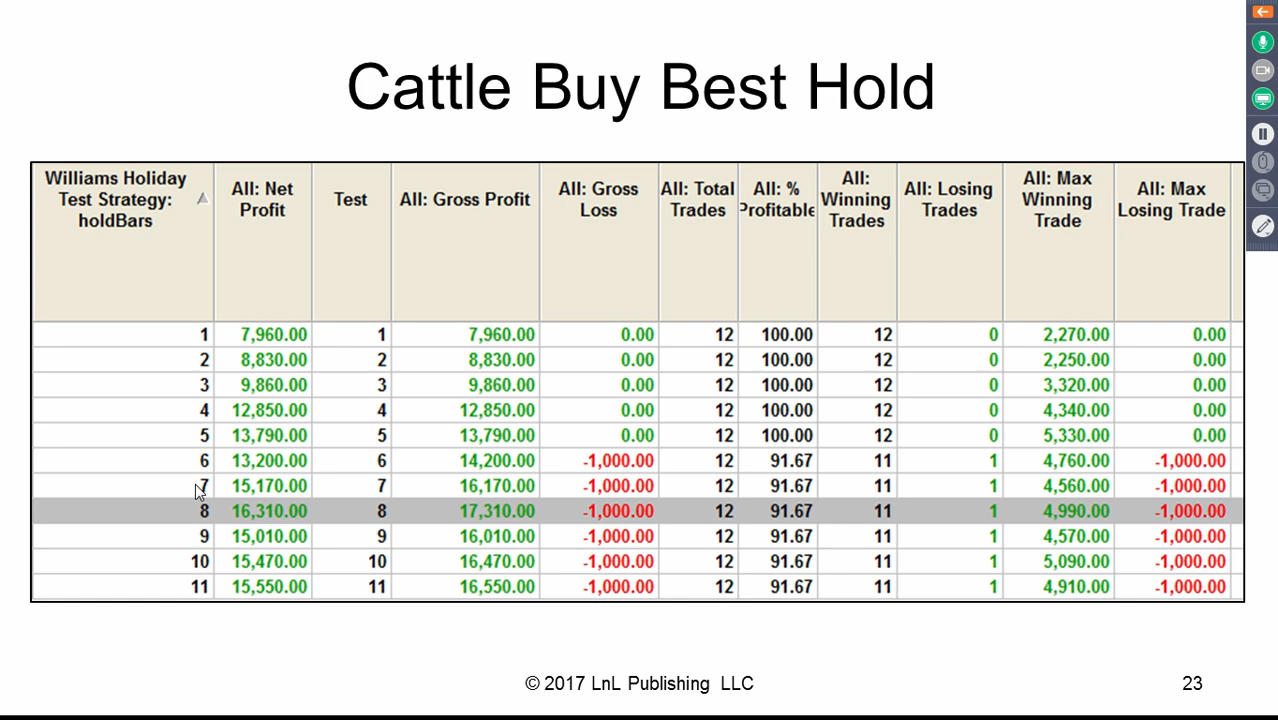 Cattle Buy Best Hold
Williams Holiday Test Strategy: holdBars All: Net Profit Test All: Gross Profit All: Gross Loss All: Total Trades All: % Profitable All: Winning Trades All: Losing Trades All: Max Winning Trade All: Max Losing Trade
1 7,960.00 1 7,960.00 0.00 12 100.00 12 0 2,270.00 0.00
2 8,830.00 2 8,830.00 0.00 12 100.00 12 0 2,250.00 0.00
3 9,860.00 3 9,860.00 0.00 12 100.00 12 0 3,320.00 0.00
4 12,850.00 4 12,850.00 0.00 12 100.00 12 0 4,340.00 0.00
5 13,790.00 5 13,790.00 0.00 12 100.00 12 0 5,330.00 0.00
6 13,200.00 6 14,200.00 -1,000.00 12 91.67 11 1 4,760.00 -1,000.00
7 15,170.00 7 16,170.00 -1,000.00 12 91.67 11 1 4,560.00 -1,000.00
8 16,310.00 8 17,310.00 -1,000.00 12 91.67 11 1 4,990.00 -1,000.00
9 15,010.00 9 16,010.00 -1,000.00 12 91.67 11 1 4,570.00 -1,000.00
10 15,470.00 10 16,470.00 -1,000.00 12 91.67 11 1 5,090.00 -1,000.00
11 15,550.00 11 16,550.00 -1,000.00 12 91.67 11 1 4,910.00 -1,000.00
© 2017 LnL Publishing LLC
23